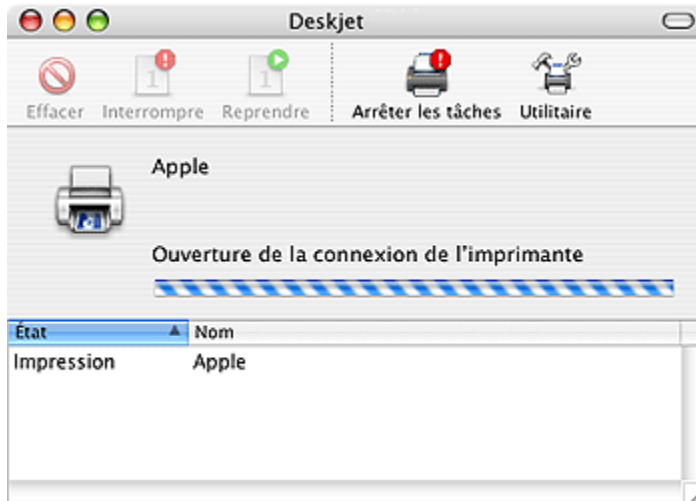 Deskjet
Effacer Interrompre Reprendre Arrêter les tâches Utilitaire
Apple
Ouverture de la connexion de l'imprimante
État Nom
Impression Apple